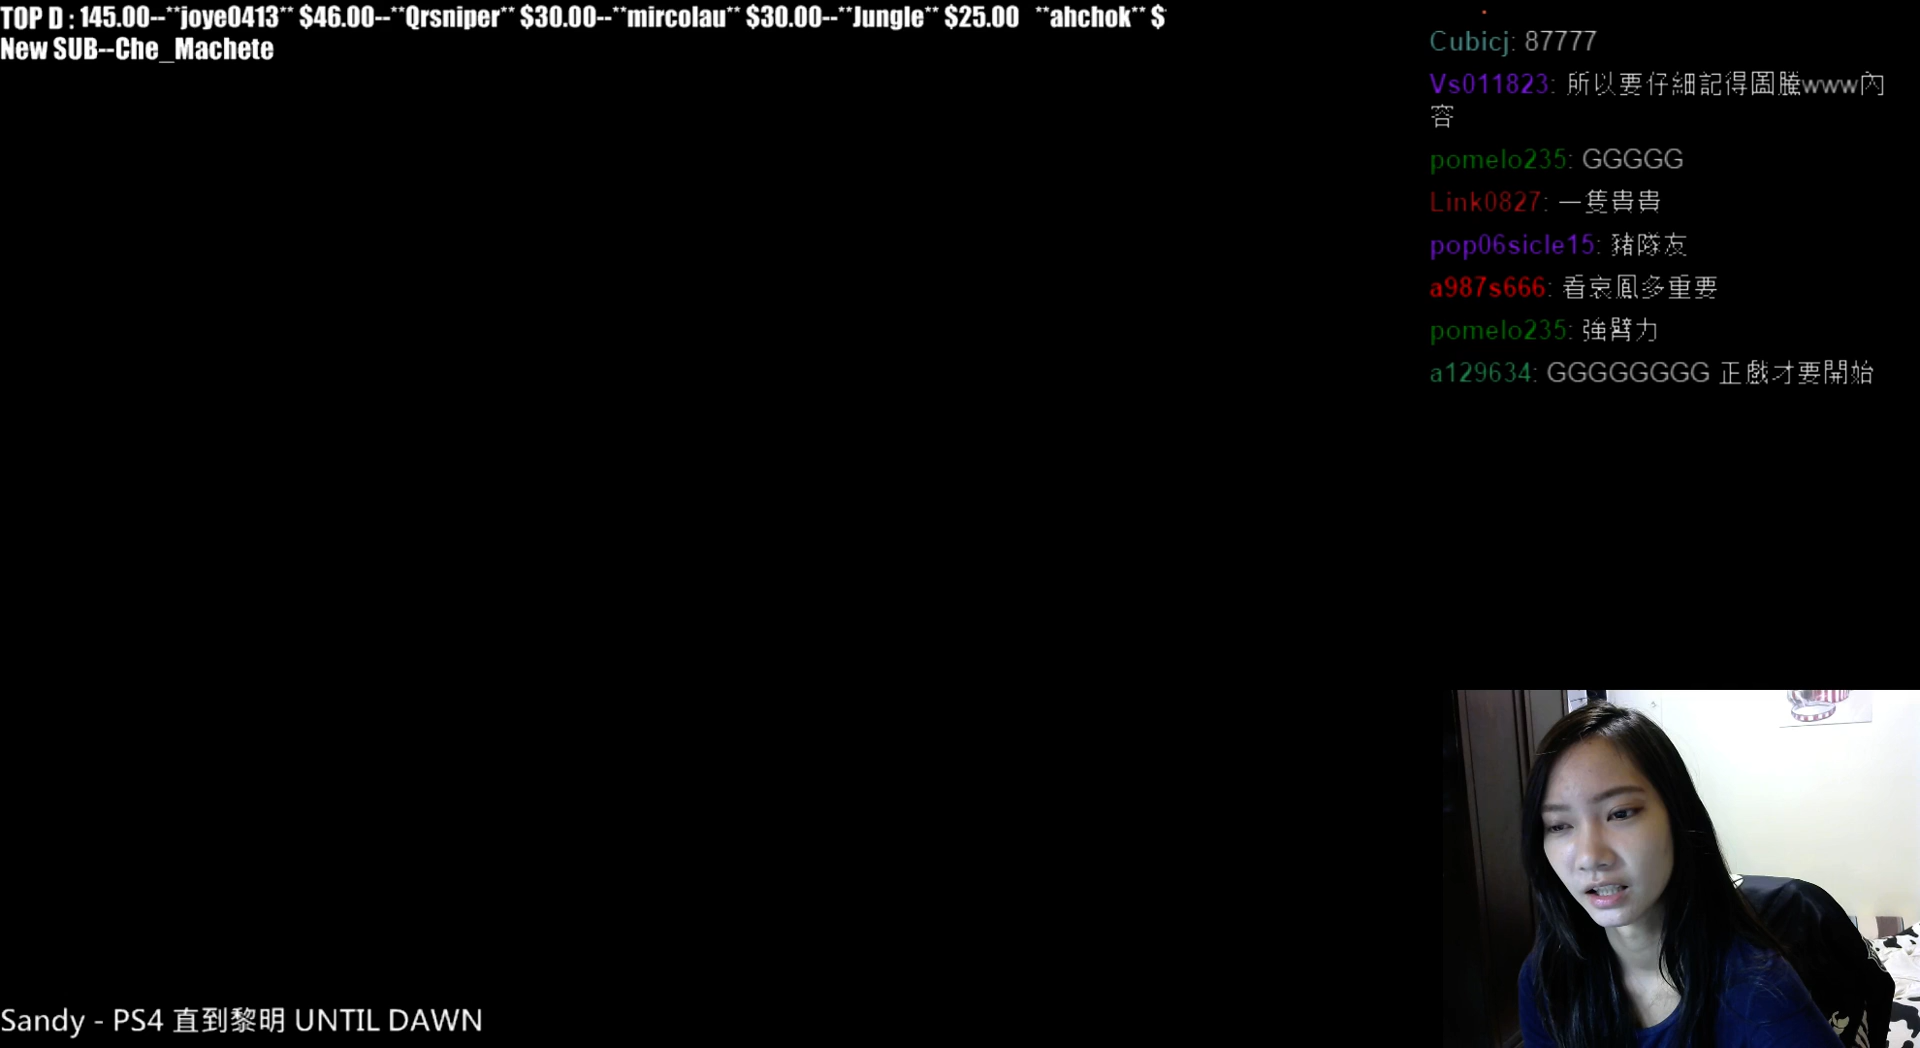 TOP D : 145.00--**joye0413** $46.00--**Qrsniper** $30.00--**mircolau** $30.00--**Jungle** $25.00 **ahchok** $
New SUB--Che_Machete
Cubicj: 87777
Vs011823: 所以要仔細記得圖騰www內
容
pomelo235: GGGGG
Link0827: 一隻貴貴
pop06sicle15: 豬隊友
a987s666: 看哀鳳多重要
pomelo235: 強臂力
a129634: GGGGGGGG 正戲才要開始
Sandy - PS4 直到黎明 UNTIL DAWN